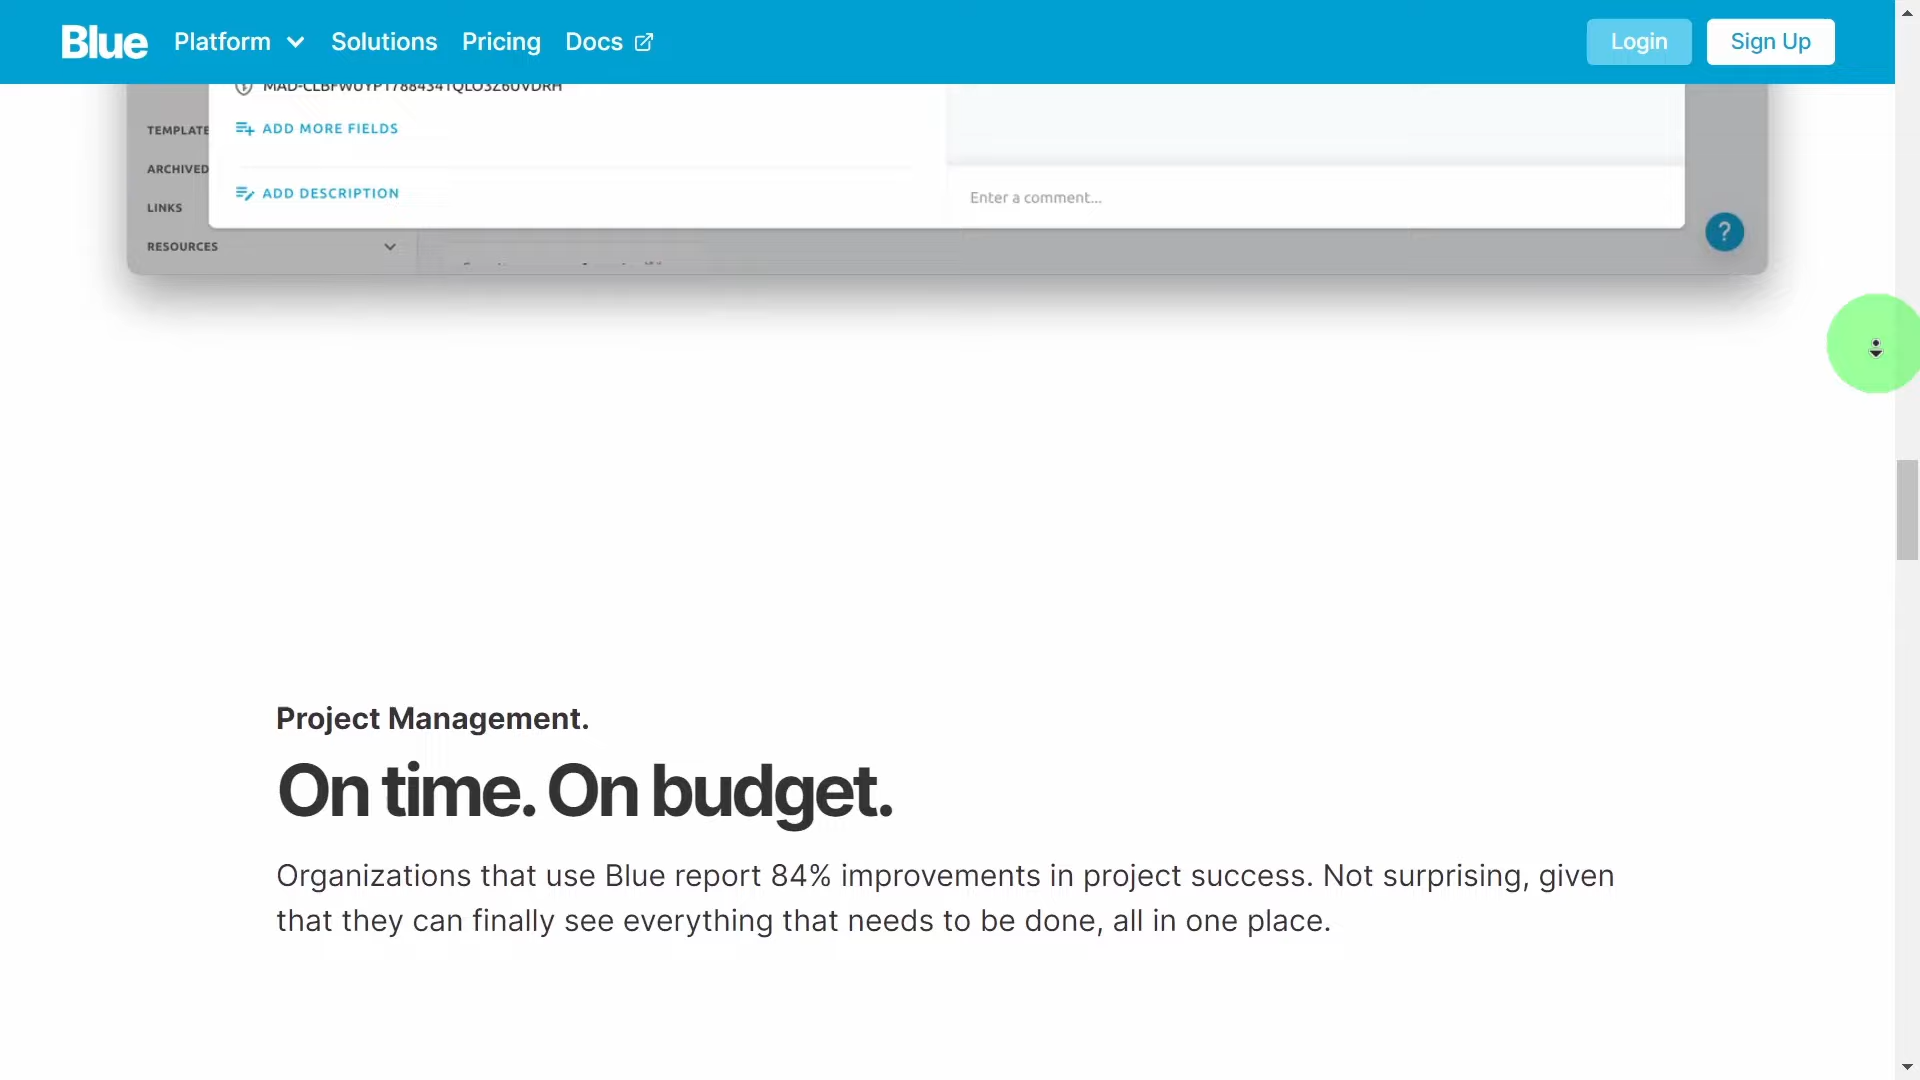 Blue Platform Solutions Pricing Docs Login Sign Up
TEMPLATE
ARCHIVED
LINKS
RESOURCES
ADD MORE FIELDS
ADD DESCRIPTION
Enter a comment...
?
Project Management.
On time. On budget.
Organizations that use Blue report 84% improvements in project success. Not surprising, given
that they can finally see everything that needs to be done, all in one place.